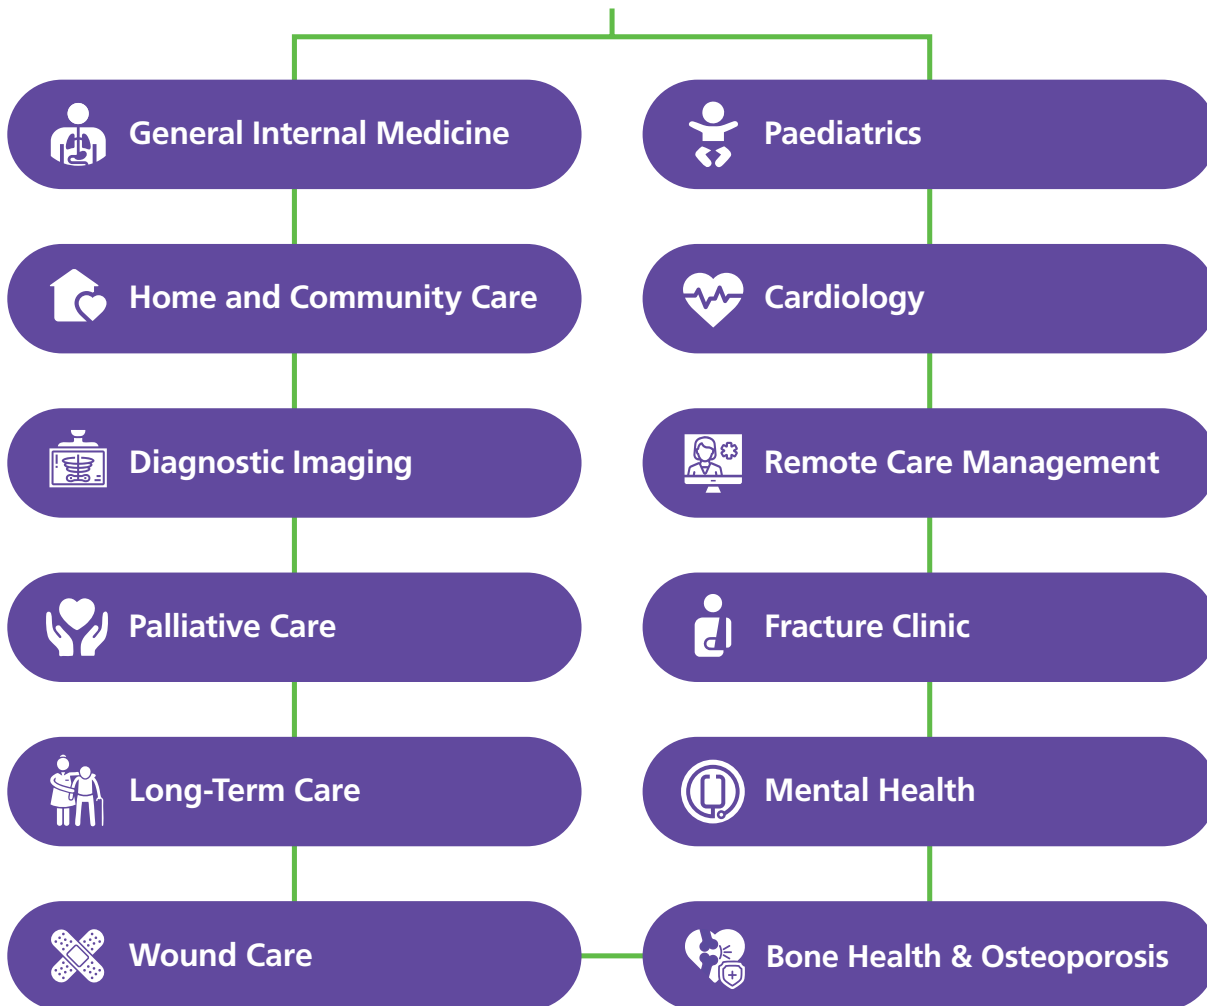 General Internal Medicine
Paediatrics
Home and Community Care
Cardiology
Diagnostic Imaging
Remote Care Management
Palliative Care
Fracture Clinic
Long-Term Care
Mental Health
Wound Care
Bone Health & Osteoporosis